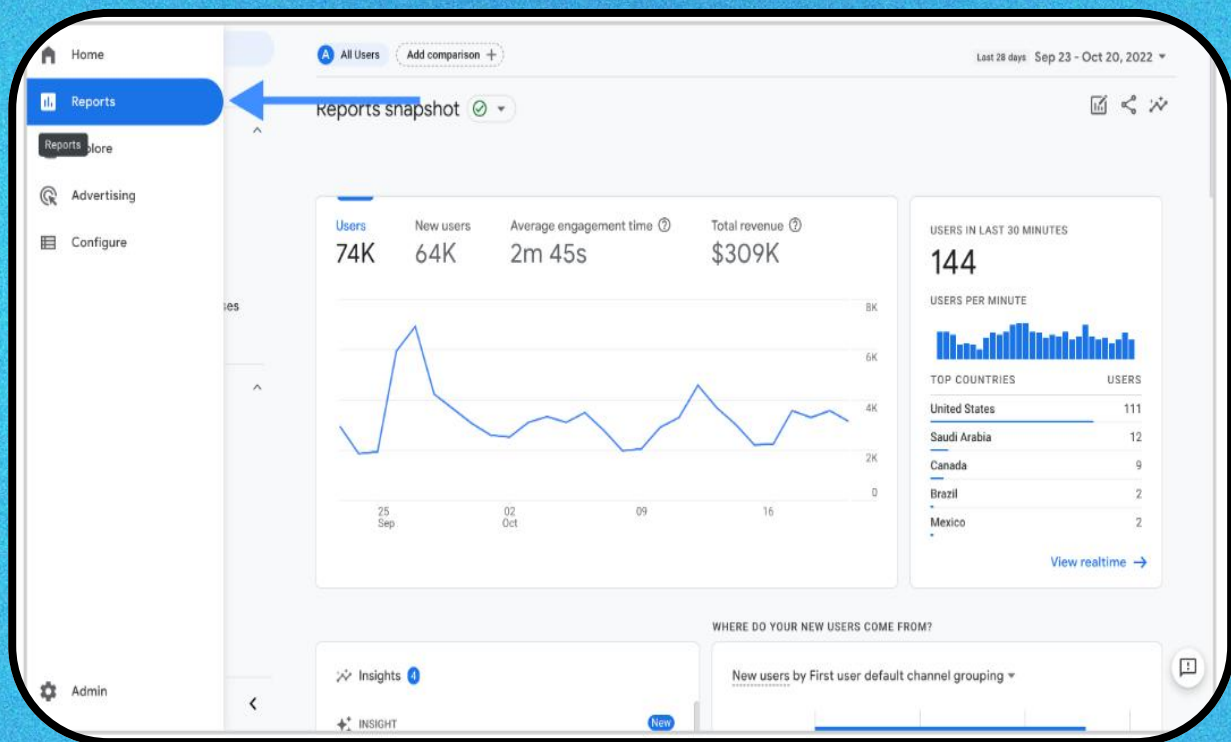 Home
Reports
Reports
plore
Advertising
Configure
Admin
ses
A All Users
Add comparison +
Last 28 days Sep 23 - Oct 20, 2022
Reports snapshot
Users
74K
New users
64K
Average engagement time
2m 45s
Total revenue
$309K
8K
6K
4K
2K
0
25
Sep
02
Oct
09
16
USERS IN LAST 30 MINUTES
144
USERS PER MINUTE
TOP COUNTRIES USERS
United States 111
Saudi Arabia 12
Canada 9
Brazil 2
Mexico 2
View realtime →
Insights 4
INSIGHT New
WHERE DO YOUR NEW USERS COME FROM?
New users by First user default channel grouping